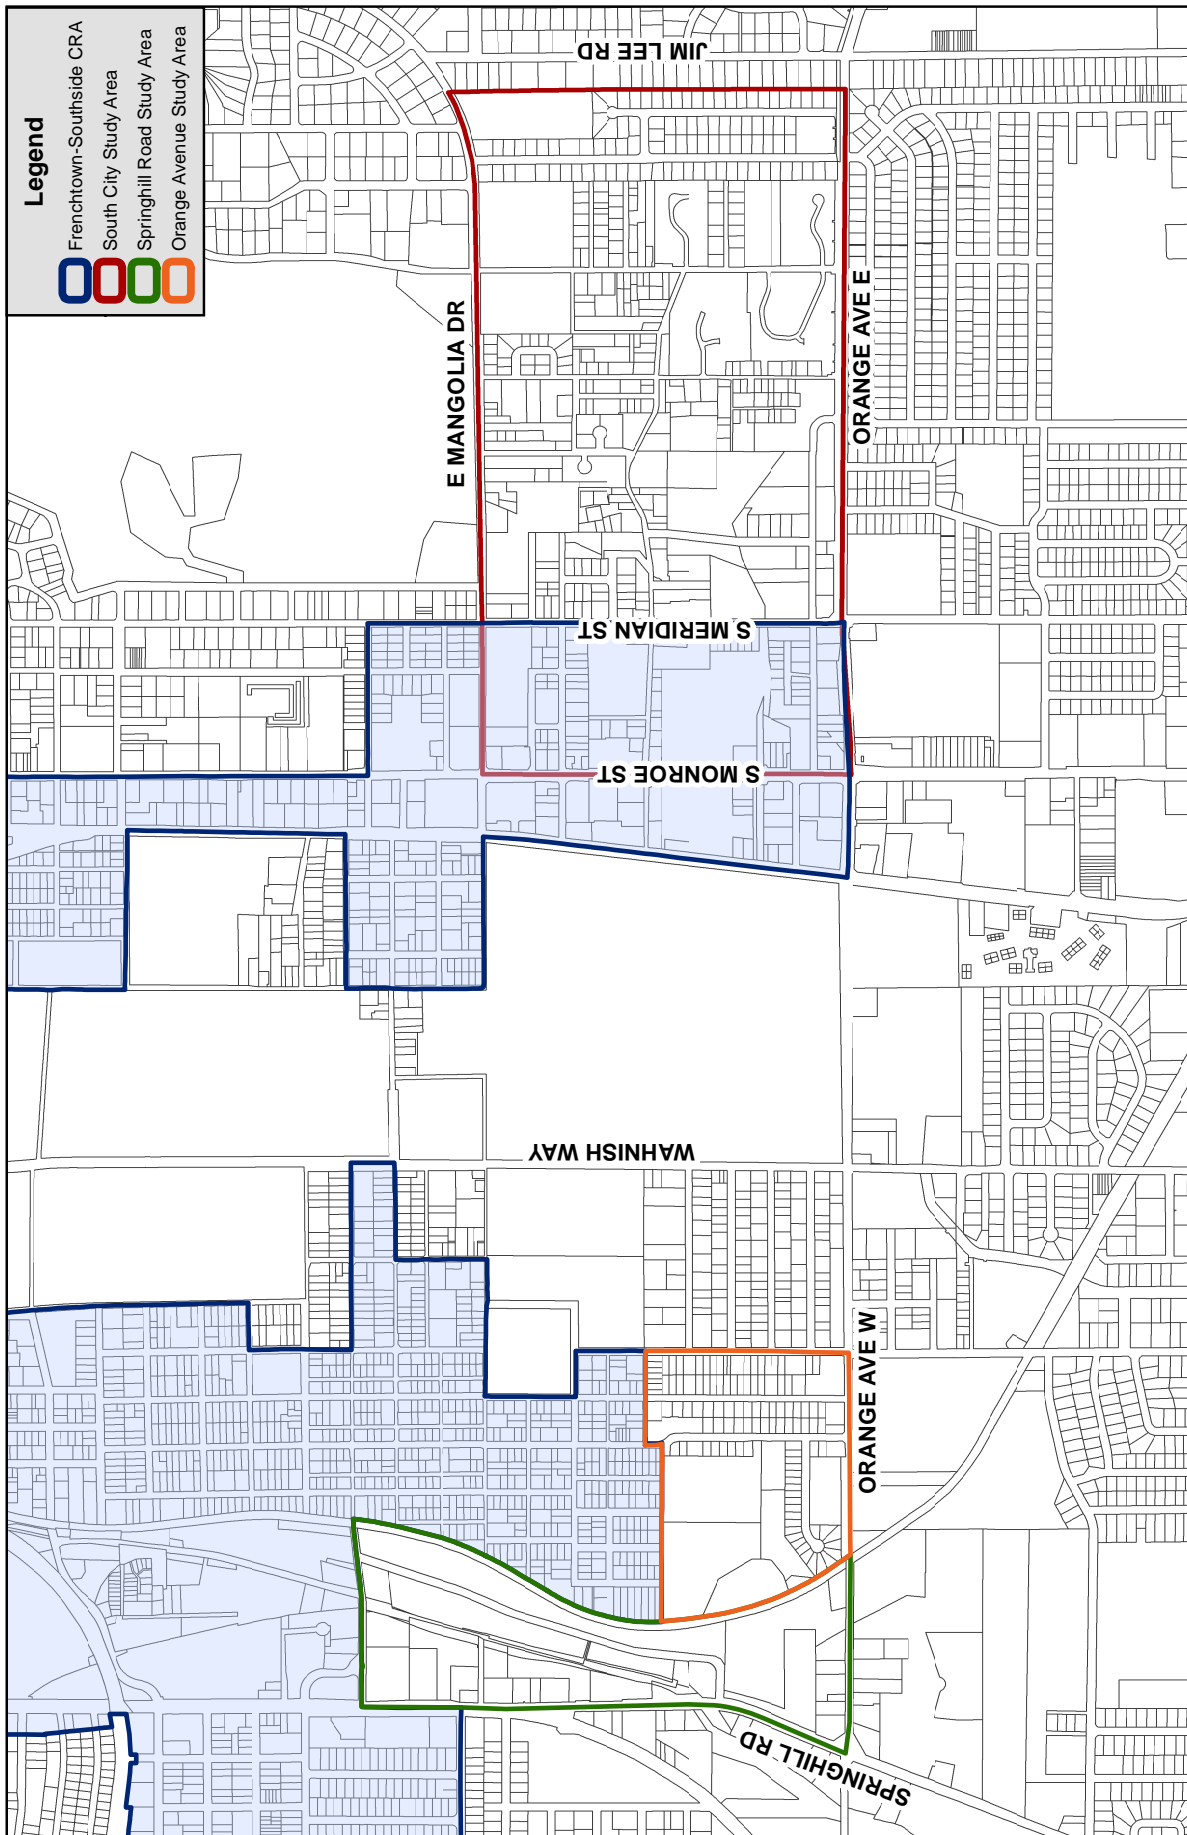 Legend
Frenchtown-Southside CRA
South City Study Area
Springhill Road Study Area
Orange Avenue Study Area
JIM LEE RD
E MANGOLIA DR
ORANGE AVE E
S MERIDIAN ST
S MONROE ST
WAHNISH WAY
ORANGE AVE W
SPRINGHILL RD